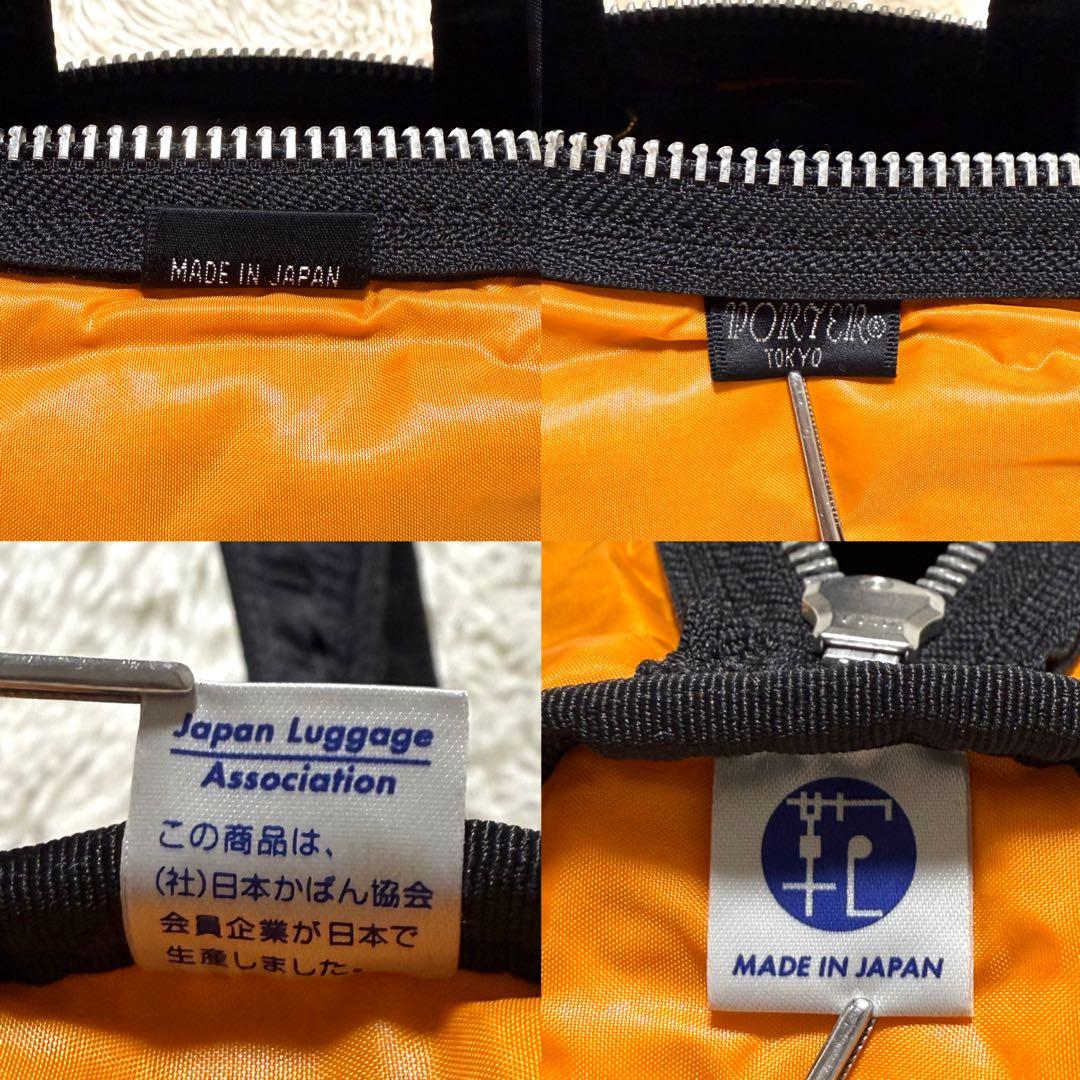 MADE IN JAPAN
PORTER®
TOKYO
Japan Luggage
Association
この商品は、
(社)日本かばん協会
会員企業が日本で
生産しました。
MADE IN JAPAN